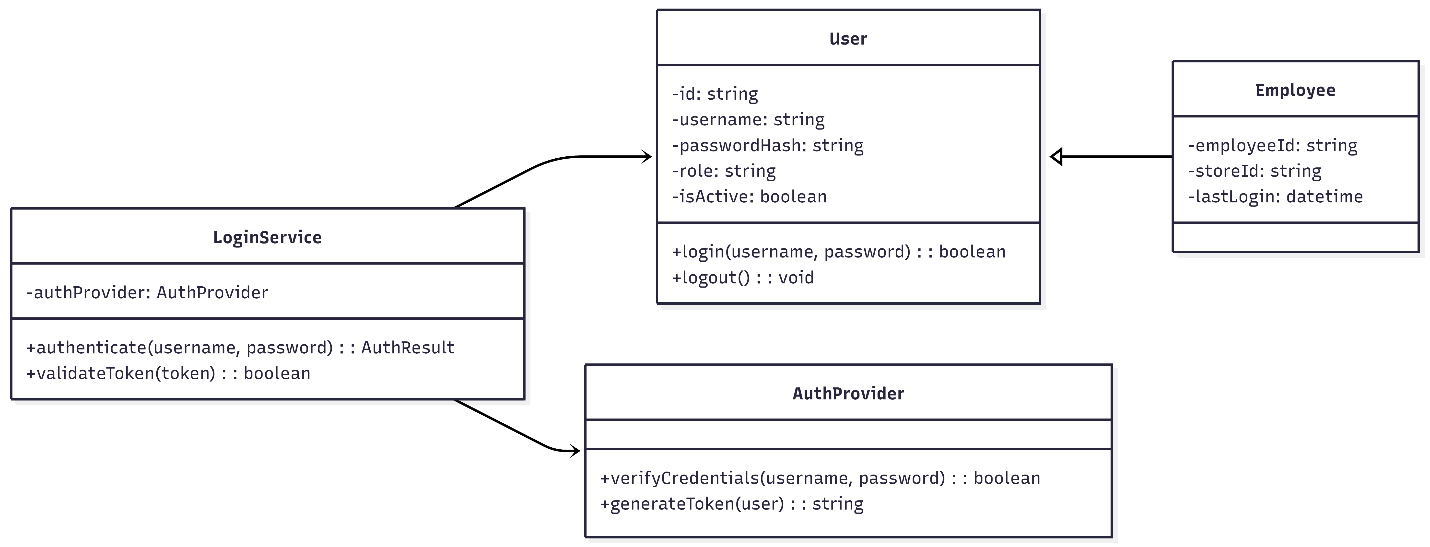 User
-id: string
-username: string
-passwordHash: string
-role: string
-isActive: boolean
+login(username, password) : : boolean
+logout() : : void
Employee
-employeeId: string
-storeId: string
-lastLogin: datetime
LoginService
-authProvider: AuthProvider
+authenticate(username, password) : : AuthResult
+validateToken(token) : : boolean
AuthProvider
+verifyCredentials(username, password) : : boolean
+generateToken(user) : : string